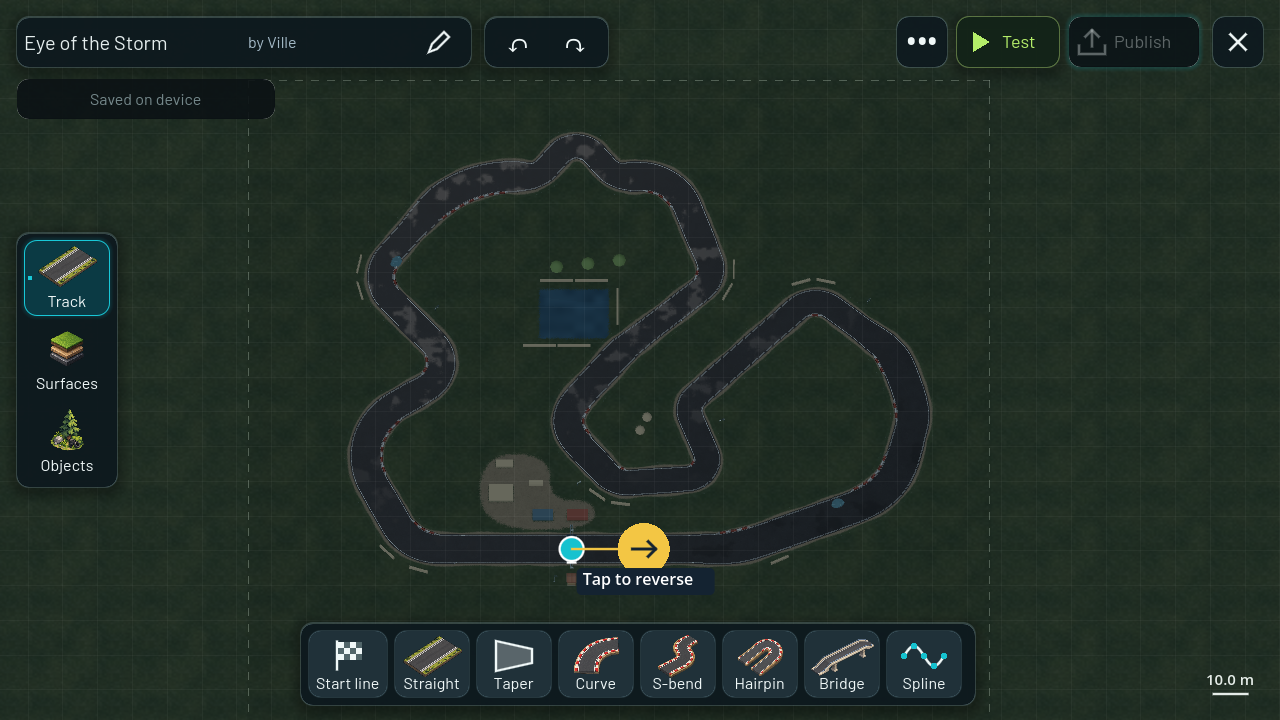 Eye of the Storm
by Ville
Test
Publish
Saved on device
Track
Surfaces
Objects
Tap to reverse
Start line
Straight
Taper
Curve
S-bend
Hairpin
Bridge
Spline
10.0 m